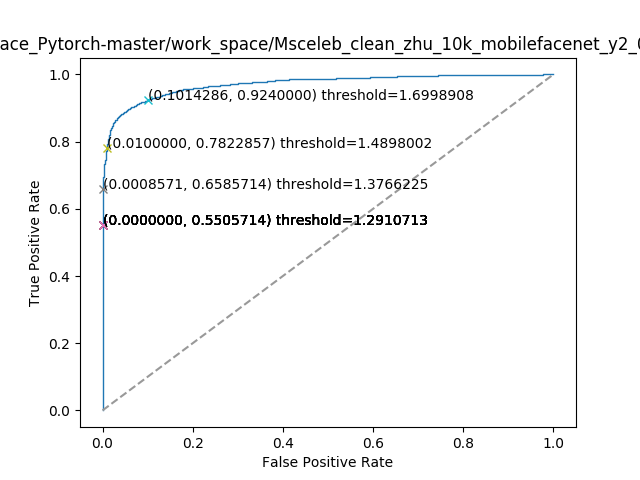 ace_Pytorch-master/work_space/Msceleb_clean_zhu_10k_mobilefacenet_y2_
1.0
(0.1014286, 0.9240000) threshold=1.6998908
0.8
(0.0100000, 0.7822857) threshold=1.4898002
(0.0008571, 0.6585714) threshold=1.3766225
0.6
(0.0000000, 0.5505714) threshold=1.2910713
0.4
0.2
0.0
True Positive Rate
0.0 0.2 0.4 0.6 0.8 1.0
False Positive Rate